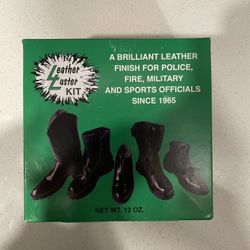 Leather
Luster
KIT
A BRILLIANT LEATHER
FINISH FOR POLICE,
FIRE, MILITARY
AND SPORTS OFFICIALS
SINCE 1965
NET WT. 12 OZ.